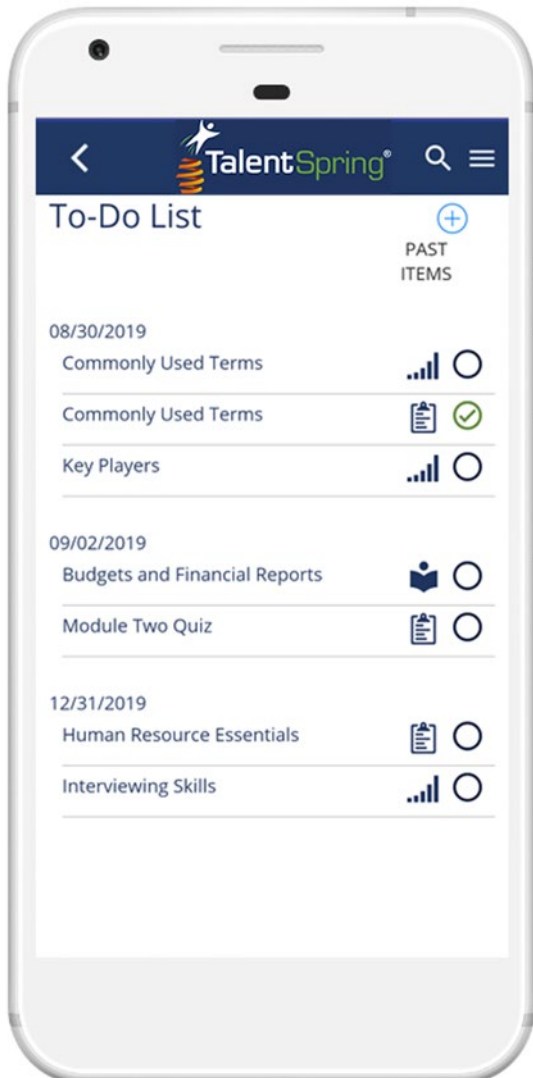 TalentSpring®
To-Do List
PAST
ITEMS
08/30/2019
Commonly Used Terms
Commonly Used Terms
Key Players
09/02/2019
Budgets and Financial Reports
Module Two Quiz
12/31/2019
Human Resource Essentials
Interviewing Skills